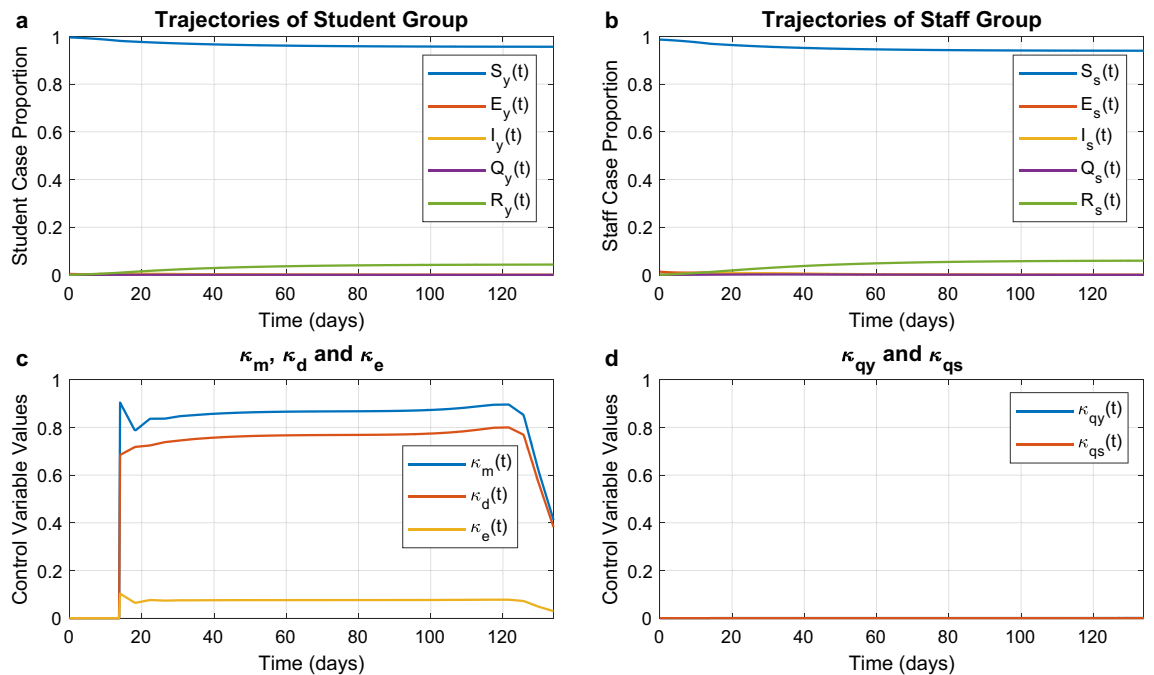 a
Trajectories of Student Group
Student Case Proportion
1
0.8
0.6
0.4
0.2
0
S_y(t)
E_y(t)
I_y(t)
Q_y(t)
R_y(t)
0 20 40 60 80 100 120
Time (days)
b
Trajectories of Staff Group
Staff Case Proportion
1
0.8
0.6
0.4
0.2
0
S_s(t)
E_s(t)
I_s(t)
Q_s(t)
R_s(t)
0 20 40 60 80 100 120
Time (days)
c
κ_m, κ_d and κ_e
Control Variable Values
1
0.8
0.6
0.4
0.2
0
κ_m(t)
κ_d(t)
κ_e(t)
0 20 40 60 80 100 120
Time (days)
d
κ_qy and κ_qs
Control Variable Values
1
0.8
0.6
0.4
0.2
0
κ_qy(t)
κ_qs(t)
0 20 40 60 80 100 120
Time (days)